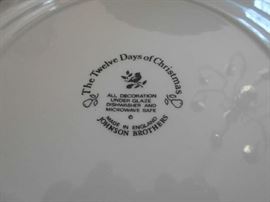 The Twelve Days of Christmas
ALL DECORATION
UNDER GLAZE
DISHWASHER AND
MICROWAVE SAFE
©
MADE IN ENGLAND
JOHNSON BROTHERS